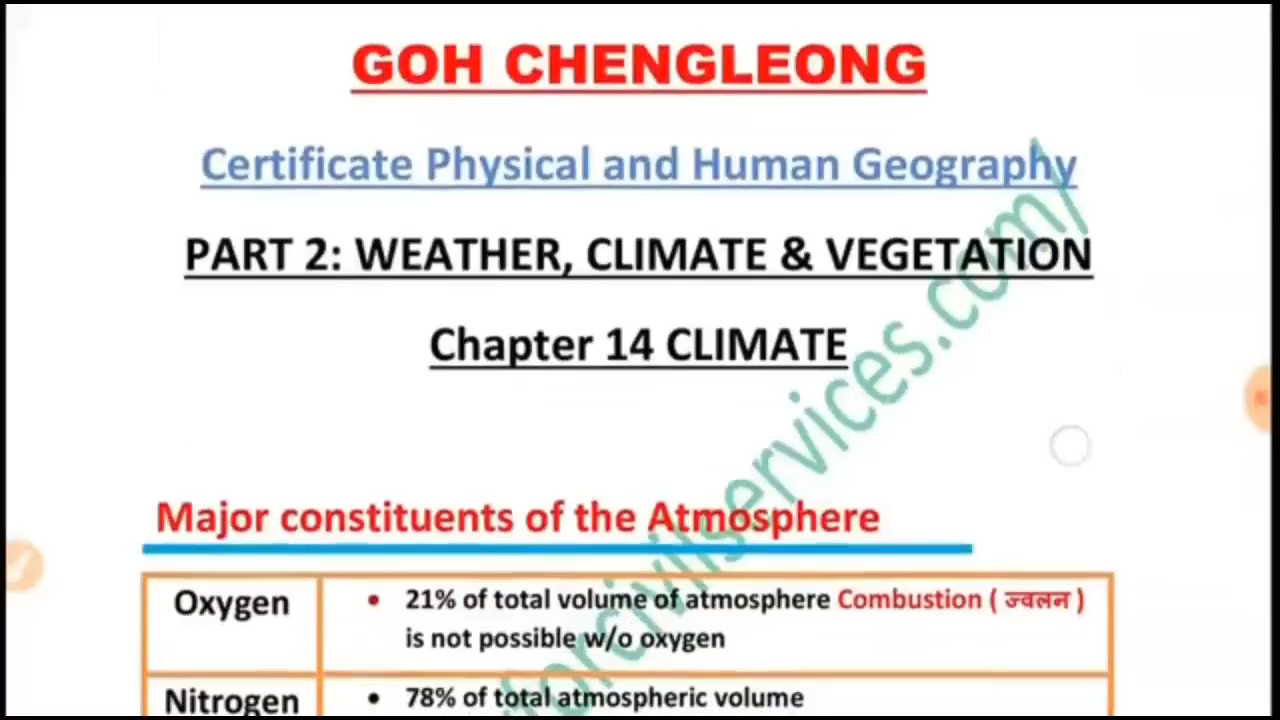 GOH CHENGLEONG
Certificate Physical and Human Geography
PART 2: WEATHER, CLIMATE & VEGETATION
Chapter 14 CLIMATE
Major constituents of the Atmosphere
Oxygen
• 21% of total volume of atmosphere Combustion ( ज्वलन )
is not possible w/o oxygen
Nitrogen
• 78% of total atmospheric volume
/forcivilservices.com/